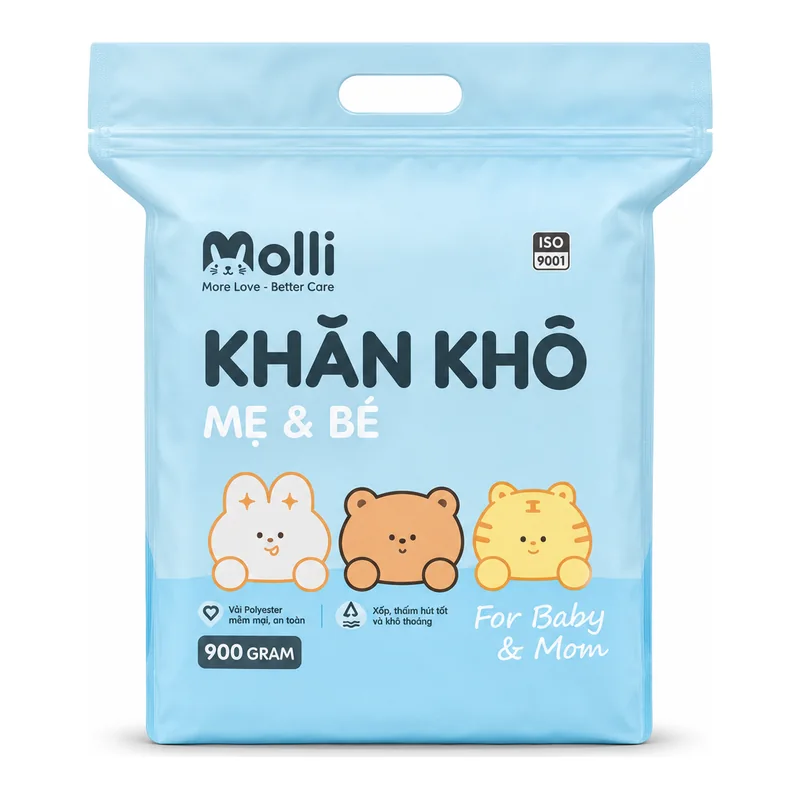 Molli
More Love - Better Care
ISO
9001
KHĂN KHÔ
MẸ & BÉ
Vải Polyester
mềm mại, an toàn
Xốp, thấm hút tốt
và khô thoáng
For Baby
& Mom
900 GRAM